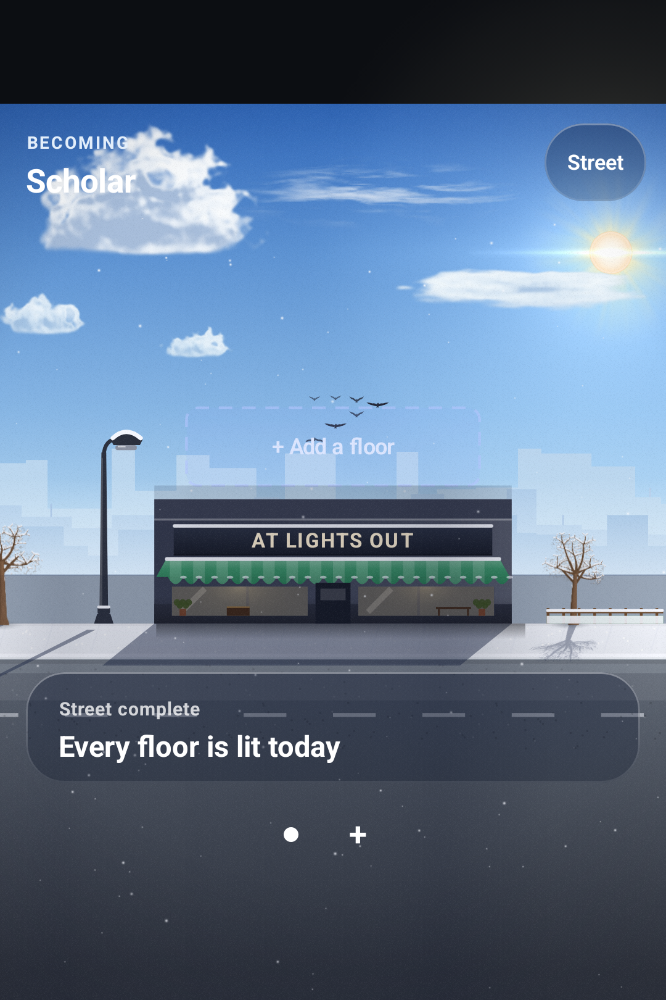 BECOMING
Scholar
Street
+ Add a floor
AT LIGHTS OUT
Street complete
Every floor is lit today
+